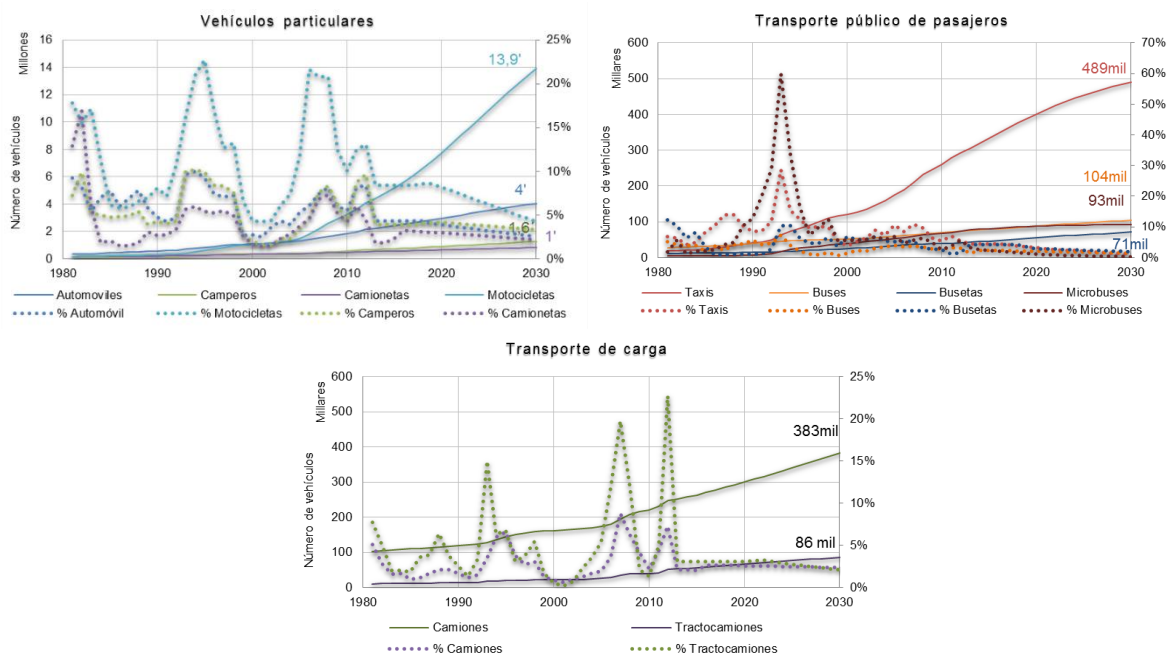 Vehículos particulares
Millones
Número de vehículos
16
14
12
10
8
6
4
2
0
25%
20%
15%
10%
5%
0%
13,9'
4'
1,6
1'
1980 1990 2000 2010 2020 2030
Automoviles Camperos Camionetas Motocicletas
% Automóvil % Motocicletas % Camperos % Camionetas
Transporte público de pasajeros
Millares
Número de vehículos
600
500
400
300
200
100
0
70%
60%
50%
40%
30%
20%
10%
0%
489mil
104mil
93mil
71mil
1980 1990 2000 2010 2020 2030
Taxis Buses Busetas Microbuses
% Taxis % Buses % Busetas % Microbuses
Transporte de carga
Millares
Número de vehículos
600
500
400
300
200
100
0
25%
20%
15%
10%
5%
0%
383mil
86 mil
1980 1990 2000 2010 2020 2030
Camiones Tractocamiones
% Camiones % Tractocamiones